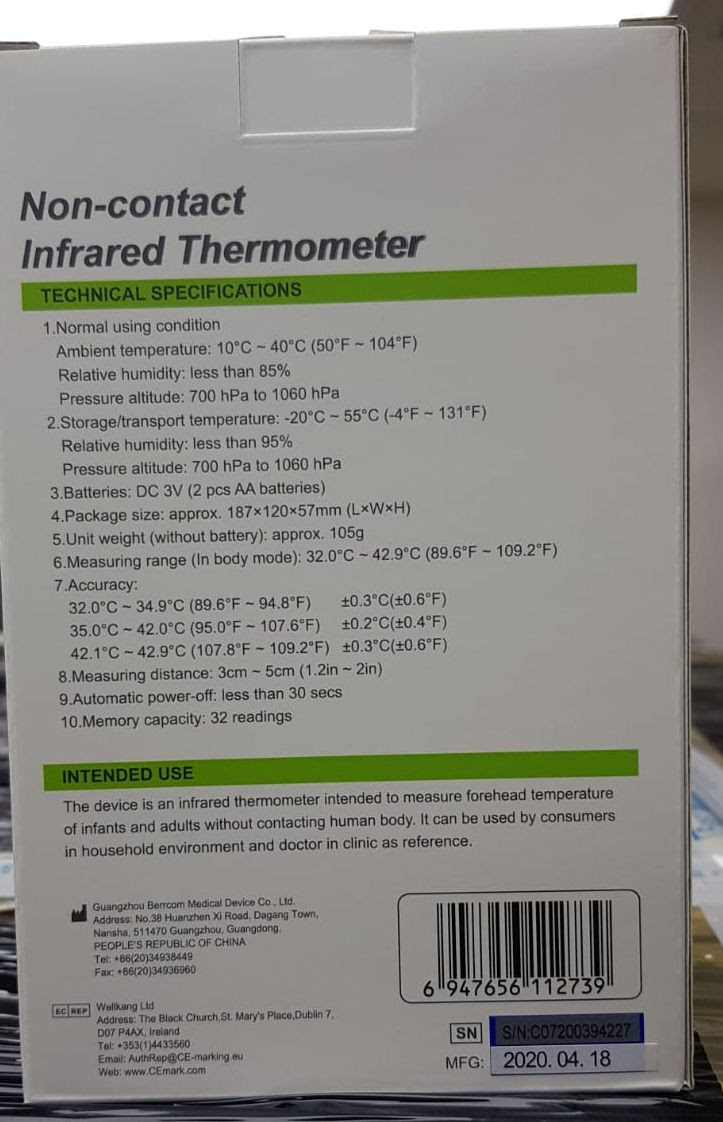 Non-contact
Infrared Thermometer
TECHNICAL SPECIFICATIONS
1.Normal using condition
Ambient temperature: 10°C ~ 40°C (50°F ~ 104°F)
Relative humidity: less than 85%
Pressure altitude: 700 hPa to 1060 hPa
2.Storage/transport temperature: -20°C ~ 55°C (-4°F ~ 131°F)
Relative humidity: less than 95%
Pressure altitude: 700 hPa to 1060 hPa
3.Batteries: DC 3V (2 pcs AA batteries)
4.Package size: approx. 187×120×57mm (L×W×H)
5.Unit weight (without battery): approx. 105g
6.Measuring range (In body mode): 32.0°C ~ 42.9°C (89.6°F ~ 109.2°F)
7.Accuracy:
32.0°C ~ 34.9°C (89.6°F ~ 94.8°F) ±0.3°C(±0.6°F)
35.0°C ~ 42.0°C (95.0°F ~ 107.6°F) ±0.2°C(±0.4°F)
42.1°C ~ 42.9°C (107.8°F ~ 109.2°F) ±0.3°C(±0.6°F)
8.Measuring distance: 3cm ~ 5cm (1.2in ~ 2in)
9.Automatic power-off: less than 30 secs
10.Memory capacity: 32 readings
INTENDED USE
The device is an infrared thermometer intended to measure forehead temperature
of infants and adults without contacting human body. It can be used by consumers
in household environment and doctor in clinic as reference.
Guangzhou Berrcom Medical Device Co., Ltd.
Address: No.38 Huanzhen Xi Road, Dagang Town,
Nansha, 511470 Guangzhou, Guangdong,
PEOPLE'S REPUBLIC OF CHINA
Tel: +86(20)34938449
Fax: +86(20)34936960
EC REP
Wellkang Ltd
Address: The Black Church,St. Mary's Place,Dublin 7,
D07 P4AX, Ireland
Tel: +353(1)4433560
Email: AuthRep@CE-marking.eu
Web: www.CEmark.com
6 947656 112739
SN S/N:C07200394227
MFG: 2020. 04. 18